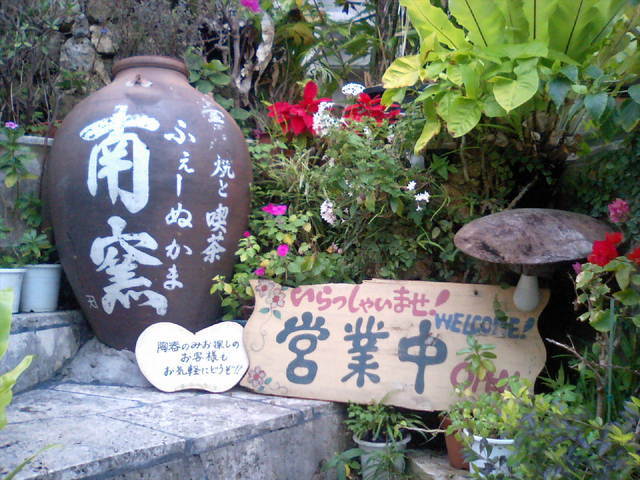 焼と喫茶
ふぇーぬかま
南窯
陶器のみお探しの
お客様も
お気軽にどうぞ!!
いらっしゃいませ!
WELCOME!
営業中
OPEN